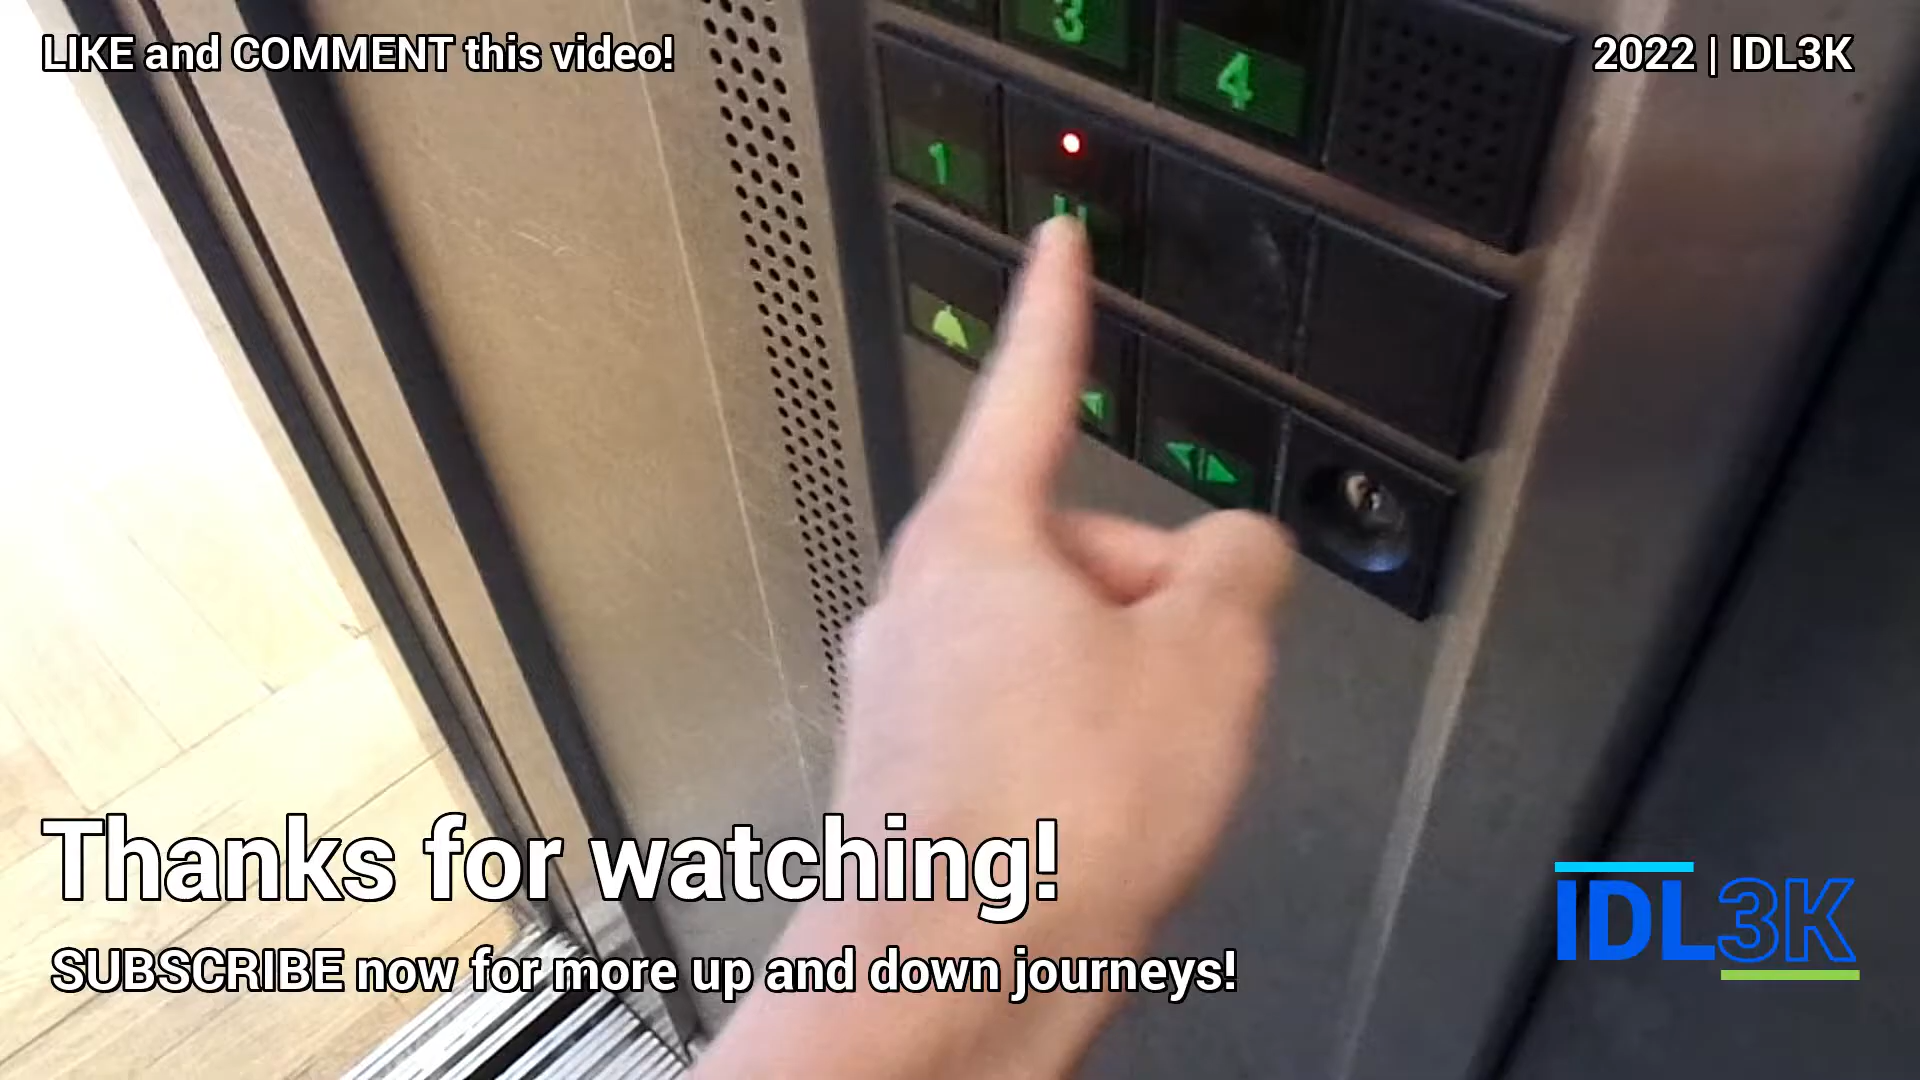 LIKE and COMMENT this video!
2022 | IDL3K
3
4
1
Thanks for watching!
SUBSCRIBE now for more up and down journeys!
IDL3K